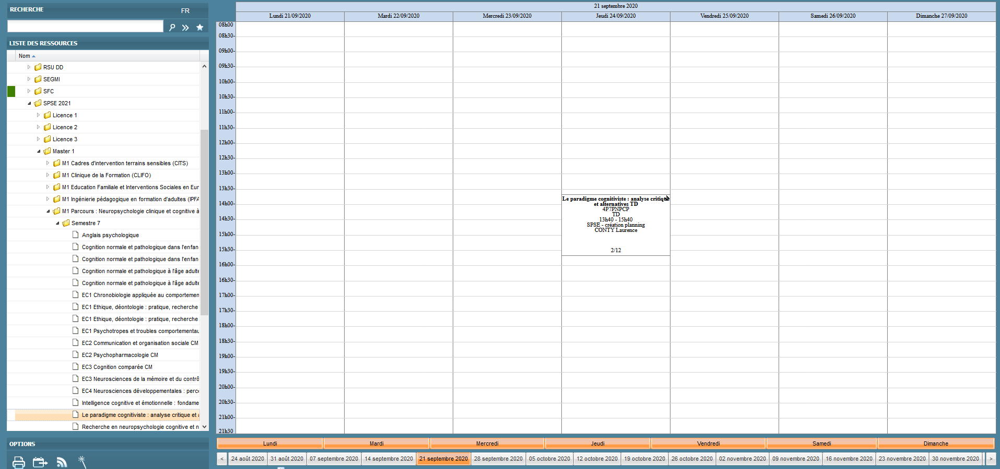 RECHERCHE
FR
LISTE DES RESSOURCES
Nom
RSU DD
SEGMI
SFC
SPSE 2021
Licence 1
Licence 2
Licence 3
Master 1
M1 Cadres d'intervention terrains sensibles (CITS)
M1 Clinique de la Formation (CLIFO)
M1 Education Familiale et Interventions Sociales en Eur
M1 Ingénierie pédagogique en formation d'adultes (IPFA
M1 Parcours : Neuropsychologie clinique et cognitive à
Semestre 7
Anglais psychologique
Cognition normale et pathologique dans l'enfan
Cognition normale et pathologique dans l'enfan
Cognition normale et pathologique à l'âge adulte
Cognition normale et pathologique à l'âge adulte
EC1 Chronobiologie appliquée au comportemen
EC1 Ethique, déontologie : pratique, recherche
EC1 Ethique, déontologie : pratique, recherche
EC1 Psychotropes et troubles comportementau
EC2 Communication et organisation sociale CM
EC2 Psychopharmacologie CM
EC3 Cognition comparée CM
EC3 Neurosciences de la mémoire et du contrô
EC4 Neurosciences développementales : perce
Intelligence cognitive et émotionnelle : fondame
Le paradigme cognitiviste : analyse critique et a
Recherche en neuropsychologie cognitive et n
OPTIONS
21 septembre 2020
Lundi 21/09/2020
Mardi 22/09/2020
Mercredi 23/09/2020
Jeudi 24/09/2020
Vendredi 25/09/2020
Samedi 26/09/2020
Dimanche 27/09/2020
08h00
08h30-
09h00-
09h30-
10h00-
10h30-
11h00-
11h30-
12h00-
12h30-
13h00-
13h30-
14h00-
14h30-
15h00-
15h30-
16h00-
16h30-
17h00-
17h30-
18h00-
18h30-
19h00-
19h30-
20h00-
20h30-
21h00-
21h30
Le paradigme cognitiviste : analyse critique
et alternatives TD
4P7PNPCP
TD
13h40 - 15h40
SPSE - création planning
CONTY Laurence
2/12
Lundi
Mardi
Mercredi
Jeudi
Vendredi
Samedi
Dimanche
<
24 août 2020
31 août 2020
07 septembre 2020
14 septembre 2020
21 septembre 2020
28 septembre 2020
05 octobre 2020
12 octobre 2020
19 octobre 2020
26 octobre 2020
02 novembre 2020
09 novembre 2020
16 novembre 2020
23 novembre 2020
30 novembre 2020
>